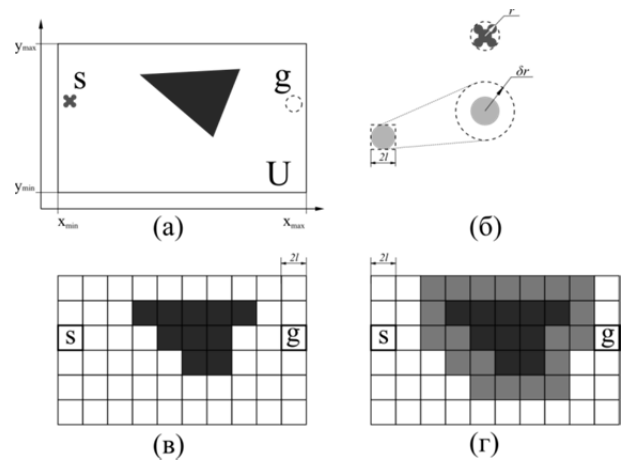 y_max
s
g
U
y_min
x_min
x_max
(а)
r
δr
2l
(б)
2l
s
g
(в)
2l
s
g
(г)